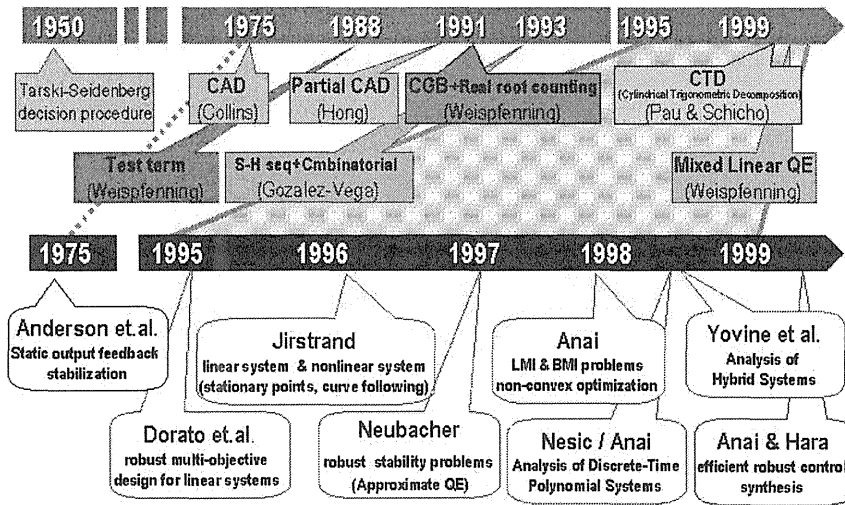 1950 1975 1988 1991 1993 1995 1999
Tarski-Seidenberg
decision procedure
CAD
(Collins)
Partial CAD
(Hong)
CGB+Real root counting
(Weispfenning)
CTD
(Cylindrical Trigonometric Decomposition)
(Pau & Schicho)
Test term
(Weispfenning)
S-H seq+Cmbinatorial
(Gozalez-Vega)
Mixed Linear QE
(Weispfenning)
1975 1995 1996 1997 1998 1999
Anderson et.al.
Static output feedback
stabilization
Jirstrand
linear system & nonlinear system
(stationary points, curve following)
Anai
LMI & BMI problems
non-convex optimization
Yovine et al.
Analysis of
Hybrid Systems
Dorato et.al.
robust multi-objective
design for linear systems
Neubacher
robust stability problems
(Approximate QE)
Nesic / Anai
Analysis of Discrete-Time
Polynomial Systems
Anai & Hara
efficient robust control
synthesis